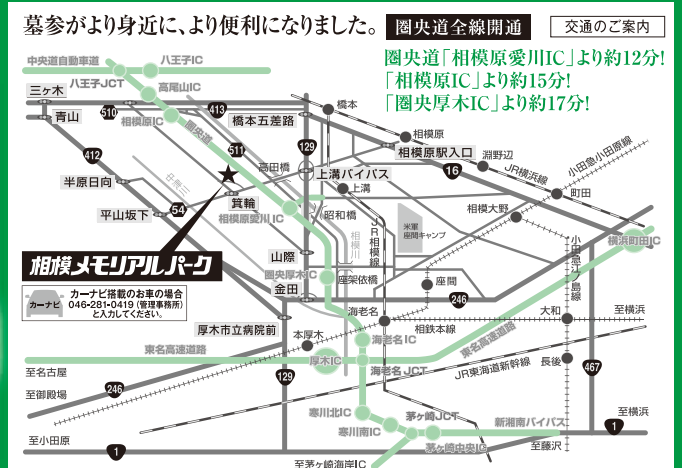 墓参がより身近に、より便利になりました。
圏央道全線開通
交通のご案内
圏央道「相模原愛川IC」より約12分!
「相模原IC」より約15分!
「圏央厚木IC」より約17分!
中央道自動車道
八王子IC
八王子JCT
高尾山IC
三ヶ木
青山
510
相模原IC
413
橋本五差路
橋本
圏央道
412
511
129
相模原
相模原駅入口
淵野辺
JR横浜線
小田急小田原線
16
高田橋
上溝バイパス
上溝
町田
半原日向
箕輪
中津川
54
平山坂下
相模原愛川IC
昭和橋
相模川
JR相模線
米軍
座間キャンプ
相模大野
小田急江ノ島線
横浜町田IC
相模メモリアルパーク
山際
圏央厚木IC
座架依橋
座間
カーナビ
カーナビ搭載のお車の場合
046-281-0419(管理事務所)
と入力してください。
金田
246
海老名
大和
至横浜
厚木市立病院前
本厚木
相鉄本線
海老名IC
東名高速道路
厚木IC
海老名JCT
東名高速道路
長後
至名古屋
JR東海道新幹線
246
129
467
至御殿場
寒川北IC
茅ヶ崎JCT
新湘南バイパス
至横浜
寒川南IC
1
至小田原
1
茅ヶ崎中央IC
至藤沢
至茅ヶ崎海岸IC